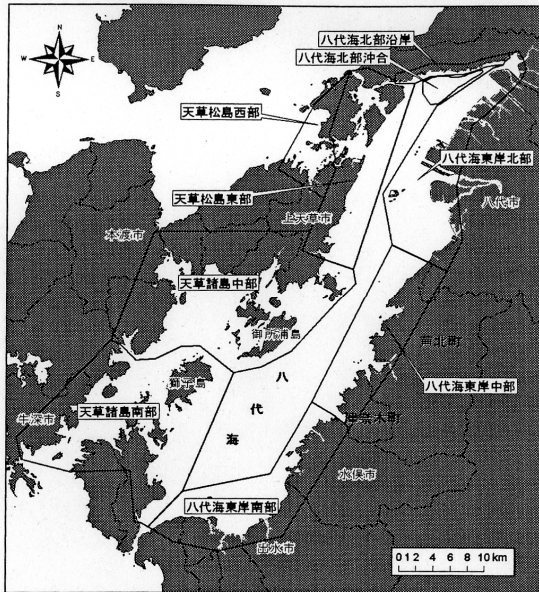 N
W E
S
八代海北部沿岸
八代海北部沖合
天草松島西部
八代海東岸北部
天草松島東部
八代市
上天草市
本渡市
天草諸島中部
御所浦島
芦北町
獅子島
八代海
八代海東岸中部
天草諸島南部
牛深市
津奈木町
水俣市
八代海東岸南部
出水市
0 1 2 4 6 8 10 km